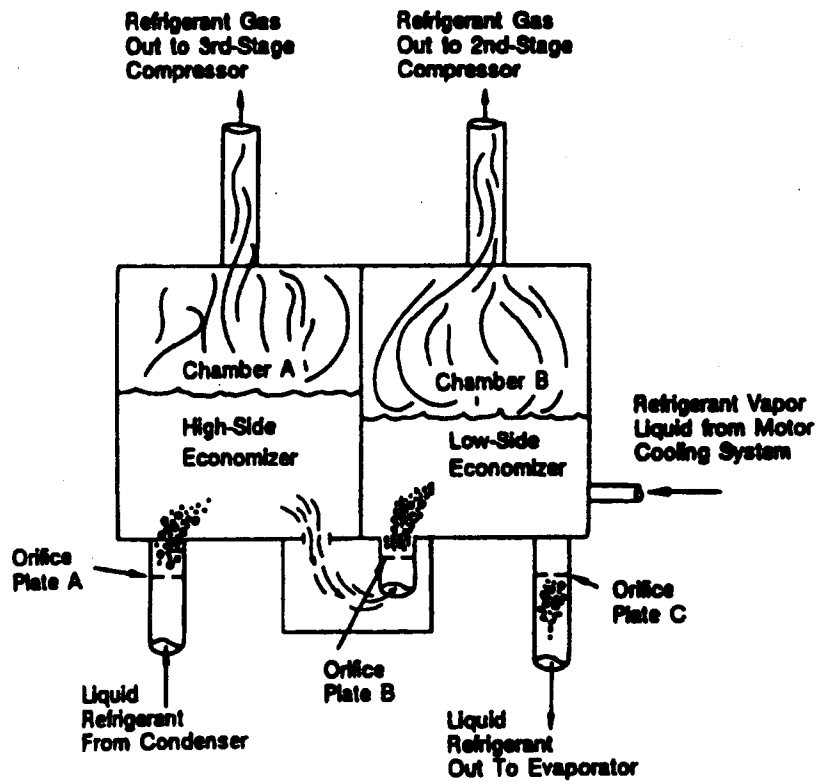 Refrigerant Gas
Out to 3rd-Stage
Compressor
Refrigerant Gas
Out to 2nd-Stage
Compressor
Chamber A
Chamber B
High-Side
Economizer
Low-Side
Economizer
Refrigerant Vapor
Liquid from Motor
Cooling System
Orifice
Plate A
Orifice
Plate B
Orifice
Plate C
Liquid
Refrigerant
From Condenser
Liquid
Refrigerant
Out To Evaporator